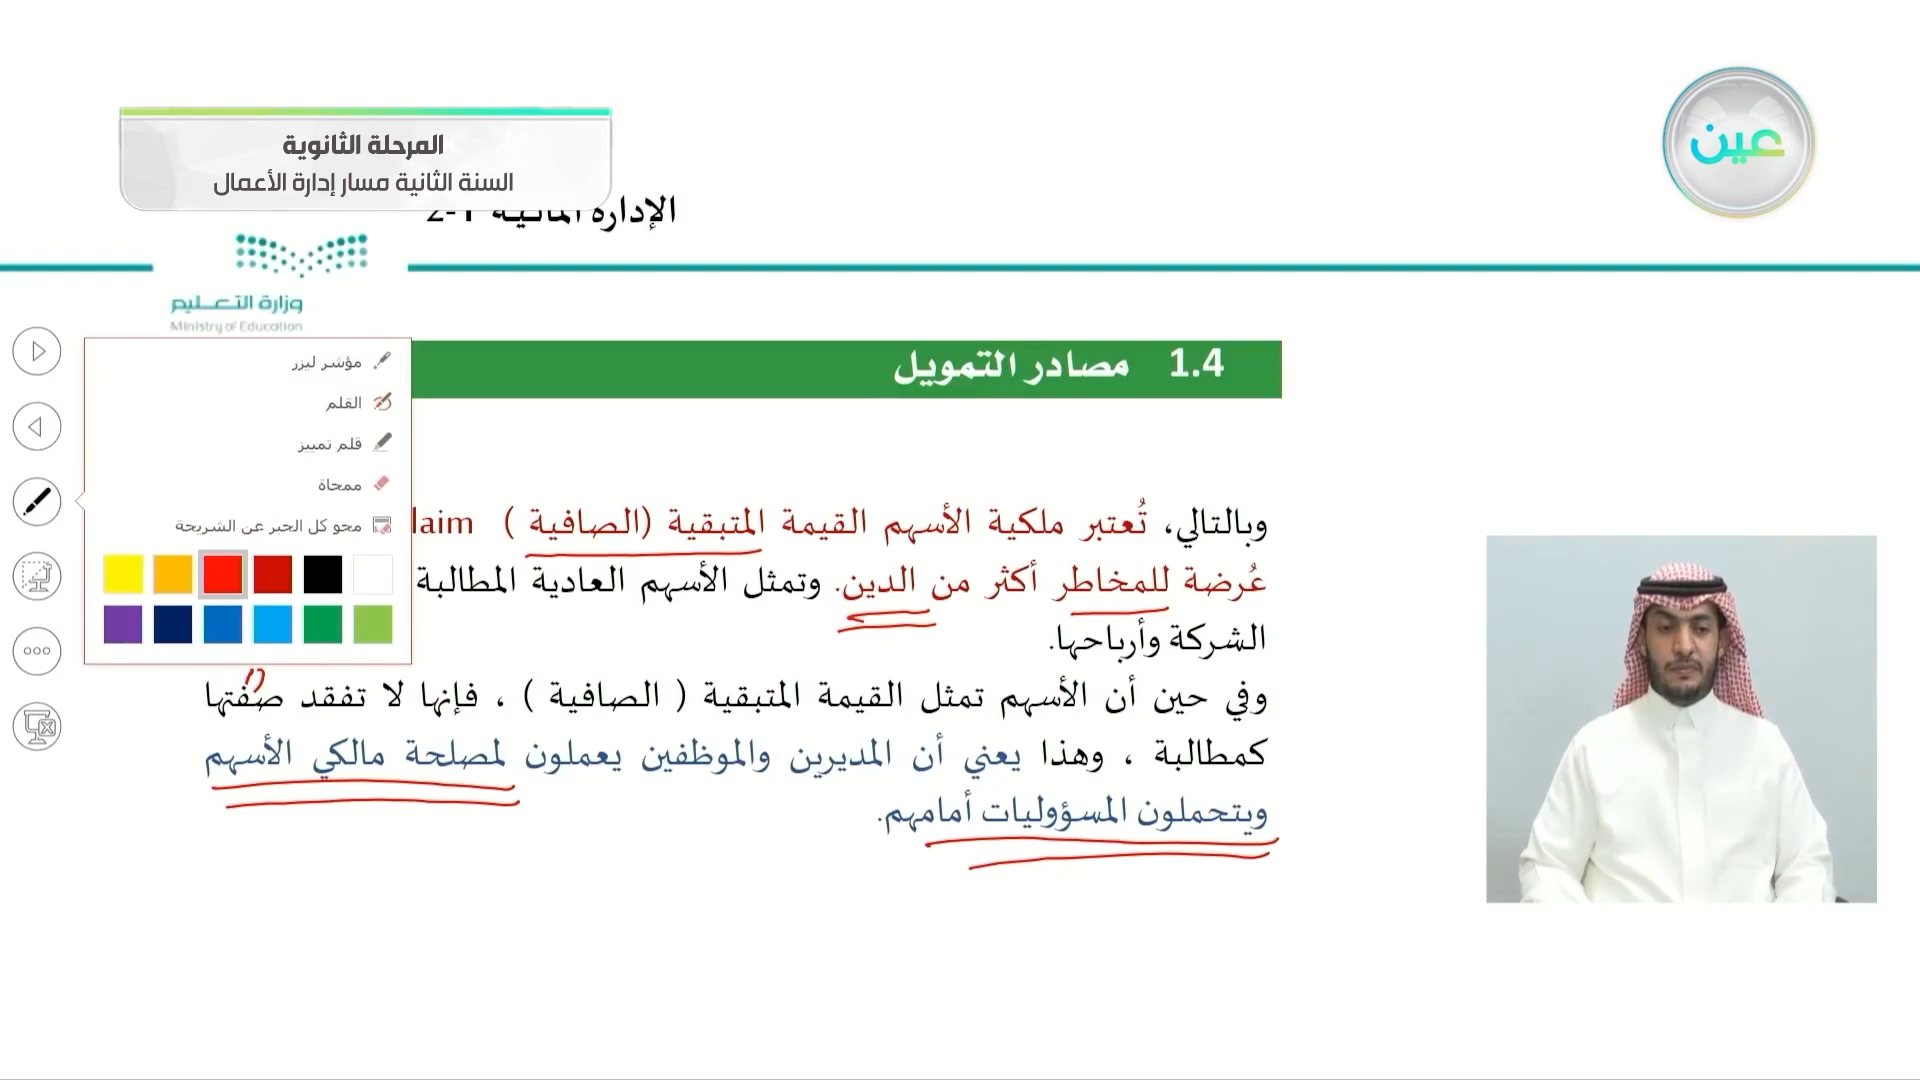 المرحلة الثانوية
السنة الثانية مسار إدارة الأعمال
عين
الإدارة المالية 1-2
وزارة التعليم
Ministry of Education
1.4 مصادر التمويل
مؤشر ليزر
القلم
قلم تمييز
ممحاة
محو كل الحبر عن الشريحة
وبالتالي، تُعتبر ملكية الأسهم القيمة المتبقية (الصافية ) laim
عُرضة للمخاطر أكثر من الدين. وتمثل الأسهم العادية المطالبة
الشركة وأرباحها.
وفي حين أن الأسهم تمثل القيمة المتبقية ( الصافية ) ، فإنها لا تفقد صفتها
كمطالبة ، وهذا يعني أن المديرين والموظفين يعملون لمصلحة مالكي الأسهم
ويتحملون المسؤوليات أمامهم.